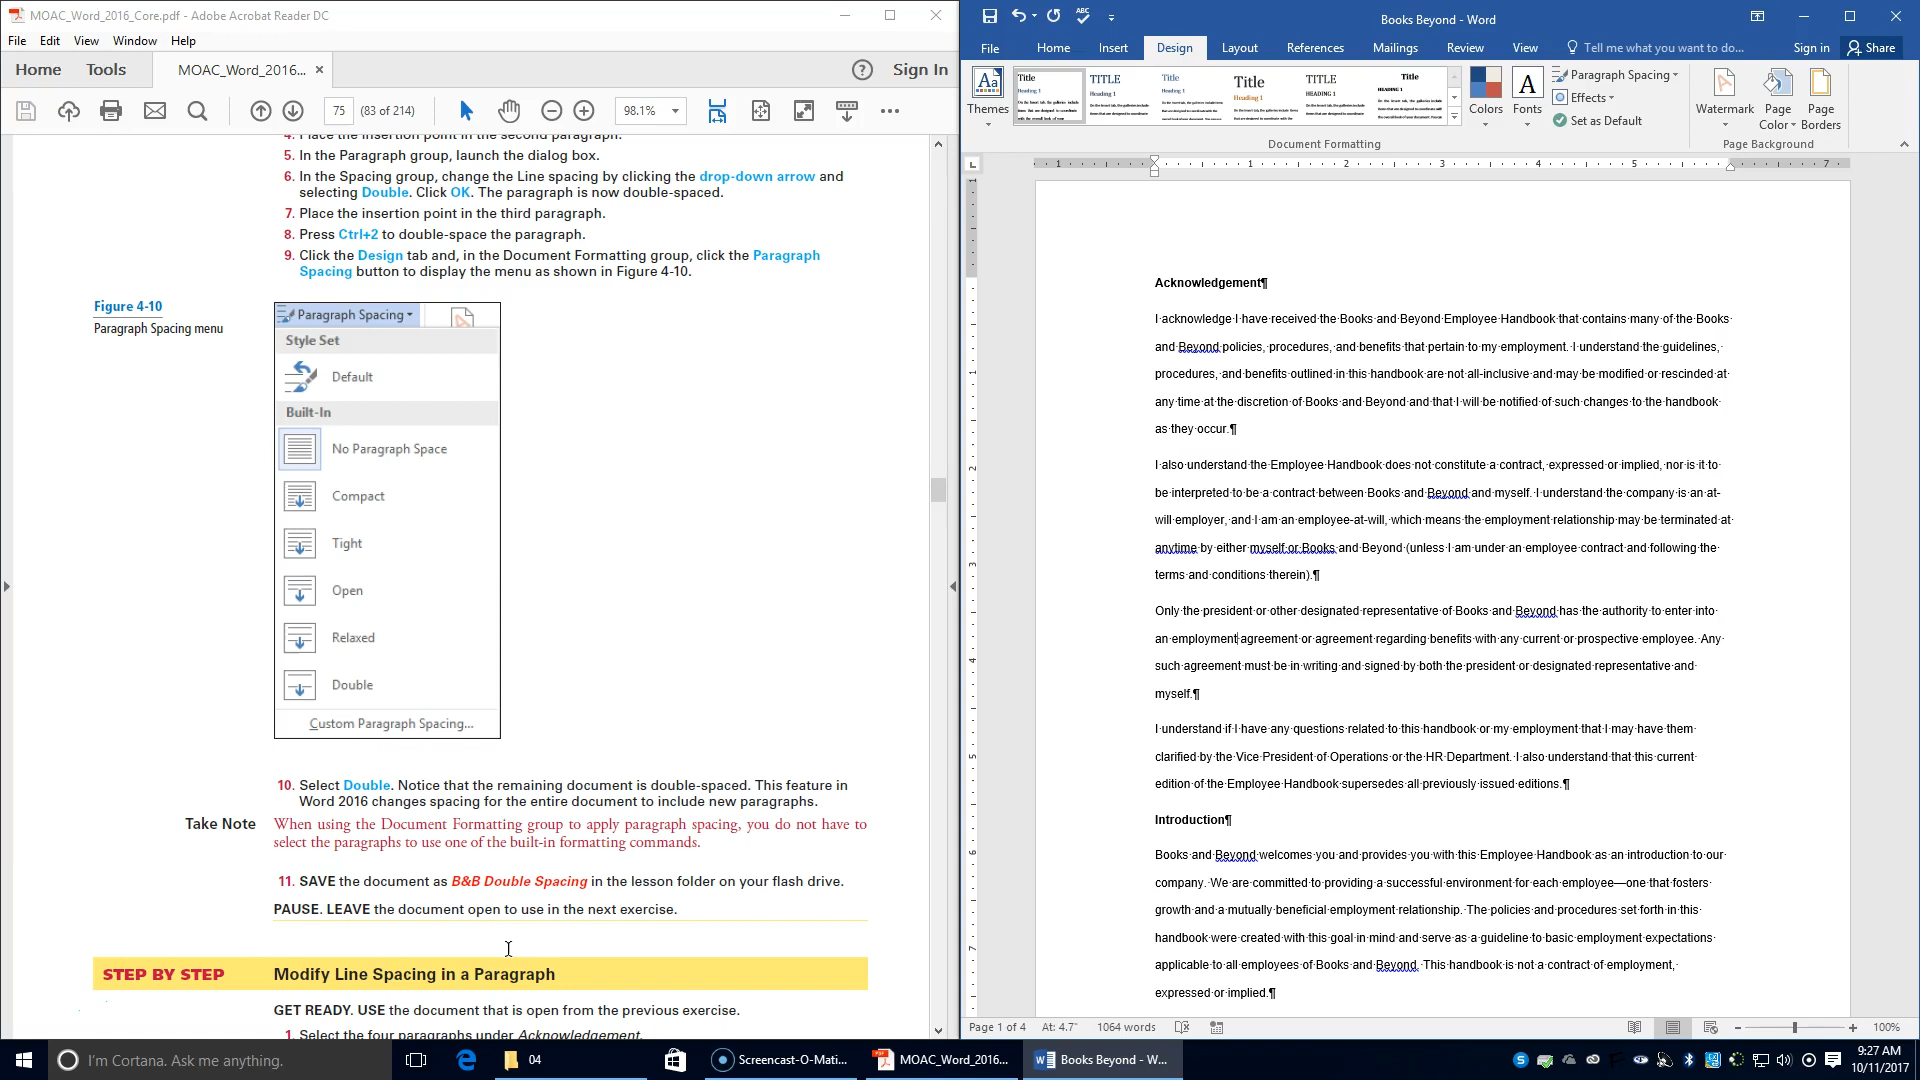 MOAC_Word_2016_Core.pdf - Adobe Acrobat Reader DC
File Edit View Window Help
Home Tools MOAC_Word_2016... × Sign In
75 (83 of 214) 98.1%
4. Place the insertion point in the second paragraph.
5. In the Paragraph group, launch the dialog box.
6. In the Spacing group, change the Line spacing by clicking the drop-down arrow and
selecting Double. Click OK. The paragraph is now double-spaced.
7. Place the insertion point in the third paragraph.
8. Press Ctrl+2 to double-space the paragraph.
9. Click the Design tab and, in the Document Formatting group, click the Paragraph
Spacing button to display the menu as shown in Figure 4-10.
Figure 4-10
Paragraph Spacing menu
Paragraph Spacing
Style Set
Default
Built-In
No Paragraph Space
Compact
Tight
Open
Relaxed
Double
Custom Paragraph Spacing...
10. Select Double. Notice that the remaining document is double-spaced. This feature in
Word 2016 changes spacing for the entire document to include new paragraphs.
Take Note When using the Document Formatting group to apply paragraph spacing, you do not have to
select the paragraphs to use one of the built-in formatting commands.
11. SAVE the document as B&B Double Spacing in the lesson folder on your flash drive.
PAUSE. LEAVE the document open to use in the next exercise.
STEP BY STEP Modify Line Spacing in a Paragraph
GET READY. USE the document that is open from the previous exercise.
1. Select the four paragraphs under Acknowledgement.
Books Beyond - Word
File Home Insert Design Layout References Mailings Review View Tell me what you want to do... Sign in Share
Themes
Title TITLE Title Title TITLE Title
Heading 1 Heading 1 Heading 1 Heading 1 HEADING 1 HEADING 1
Colors Fonts
Paragraph Spacing
Effects
Set as Default
Watermark Page Color Page Borders
Document Formatting Page Background
1 1 2 3 4 5 7
Acknowledgement¶
I·acknowledge·I·have·received·the·Books·and·Beyond·Employee·Handbook·that·contains·many·of·the·Books·
and·Beyond·policies,·procedures,·and·benefits·that·pertain·to·my·employment.·I·understand·the·guidelines,·
procedures,·and·benefits·outlined·in·this·handbook·are·not·all-inclusive·and·may·be·modified·or·rescinded·at·
any·time·at·the·discretion·of·Books·and·Beyond·and·that·I·will·be·notified·of·such·changes·to·the·handbook·
as·they·occur.¶
I·also·understand·the·Employee·Handbook·does·not·constitute·a·contract,·expressed·or·implied,·nor·is·it·to·
be·interpreted·to·be·a·contract·between·Books·and·Beyond·and·myself.·I·understand·the·company·is·an·at-
will·employer,·and·I·am·an·employee-at-will,·which·means·the·employment·relationship·may·be·terminated·at·
anytime·by·either·myself·or·Books·and·Beyond·(unless·I·am·under·an·employee·contract·and·following·the·
terms·and·conditions·therein).¶
Only·the·president·or·other·designated·representative·of·Books·and·Beyond·has·the·authority·to·enter·into·
an·employment·agreement·or·agreement·regarding·benefits·with·any·current·or·prospective·employee.·Any·
such·agreement·must·be·in·writing·and·signed·by·both·the·president·or·designated·representative·and·
myself.¶
I·understand·if·I·have·any·questions·related·to·this·handbook·or·my·employment·that·I·may·have·them·
clarified·by·the·Vice·President·of·Operations·or·the·HR·Department.·I·also·understand·that·this·current·
edition·of·the·Employee·Handbook·supersedes·all·previously·issued·editions.¶
Introduction¶
Books·and·Beyond·welcomes·you·and·provides·you·with·this·Employee·Handbook·as·an·introduction·to·our·
company.·We·are·committed·to·providing·a·successful·environment·for·each·employee—one·that·fosters·
growth·and·a·mutually·beneficial·employment·relationship.·The·policies·and·procedures·set·forth·in·this·
handbook·were·created·with·this·goal·in·mind·and·serve·as·a·guideline·to·basic·employment·expectations·
applicable·to·all·employees·of·Books·and·Beyond.·This·handbook·is·not·a·contract·of·employment,·
expressed·or·implied.¶
Page 1 of 4 At: 4.7" 1064 words 100%
I'm Cortana. Ask me anything. 04 Screencast-O-Mati... MOAC_Word_2016... Books Beyond - W... 9:27 AM
10/11/2017